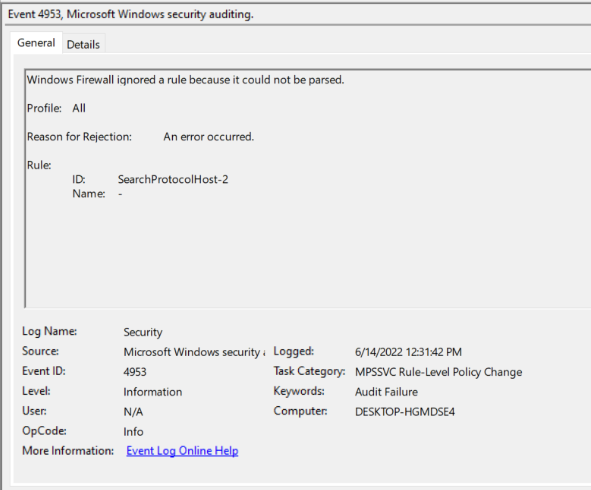 Event 4953, Microsoft Windows security auditing.
General Details
Windows Firewall ignored a rule because it could not be parsed.
Profile: All
Reason for Rejection: An error occurred.
Rule:
ID: SearchProtocolHost-2
Name: -
Log Name: Security
Source: Microsoft Windows security Logged: 6/14/2022 12:31:42 PM
Event ID: 4953 Task Category: MPSSVC Rule-Level Policy Change
Level: Information Keywords: Audit Failure
User: N/A Computer: DESKTOP-HGMDSE4
OpCode: Info
More Information: Event Log Online Help